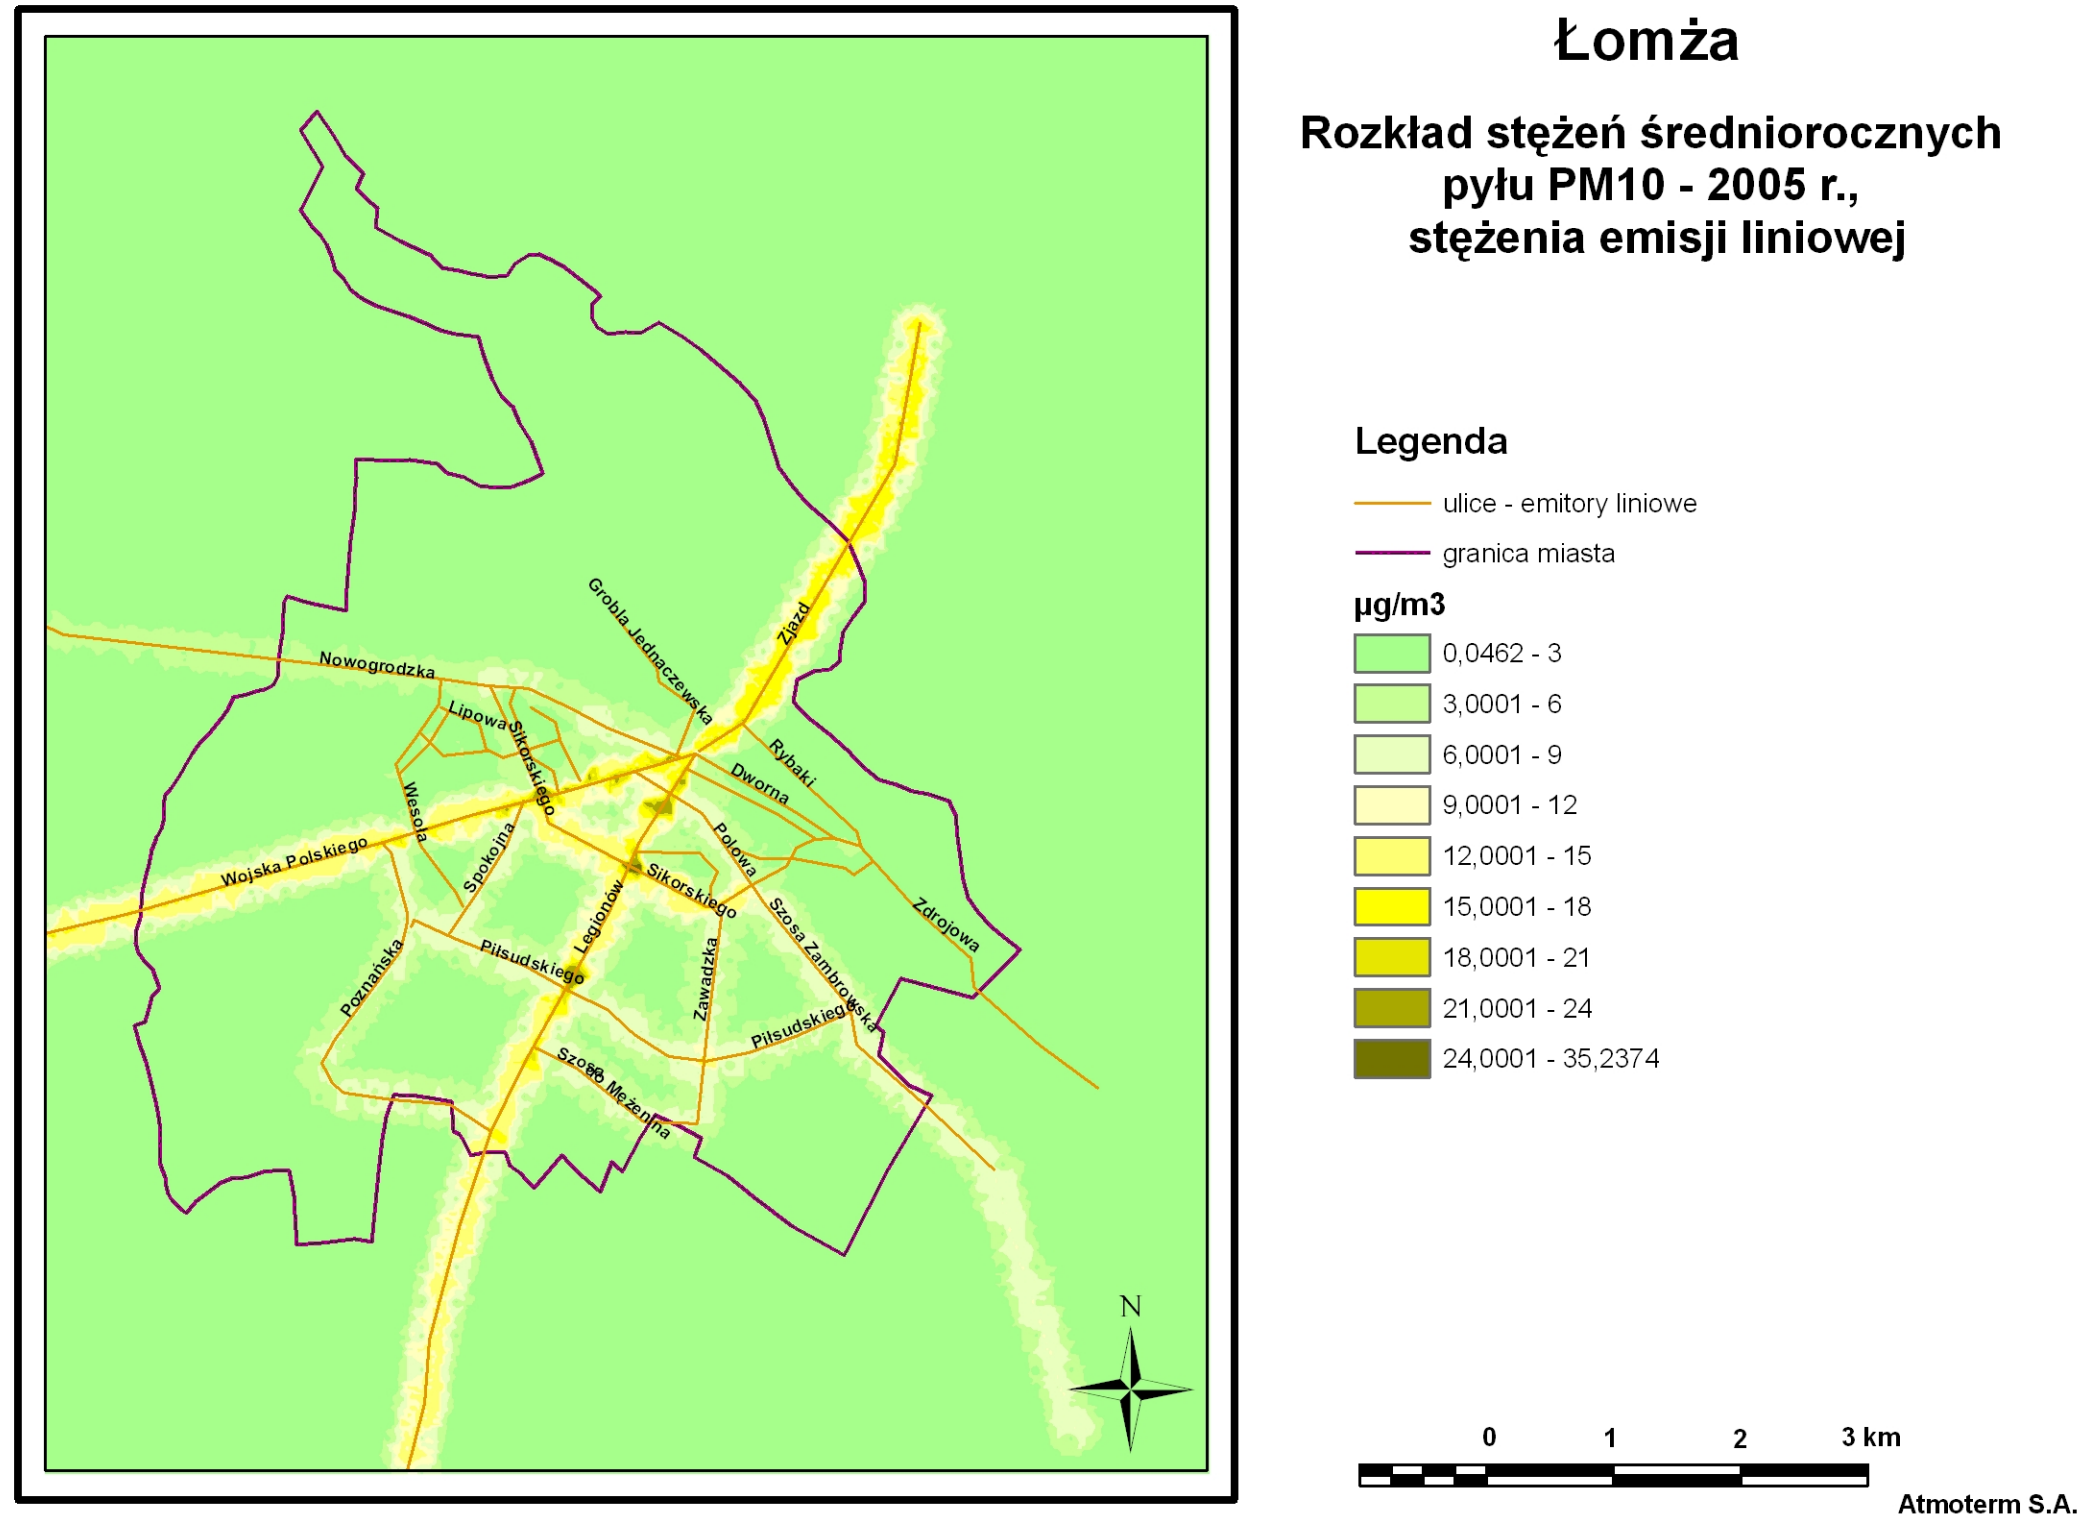 Łomża
Rozkład stężeń średniorocznych
pyłu PM10 - 2005 r.,
stężenia emisji liniowej
Legenda
ulice - emitory liniowe
granica miasta
µg/m3
0,0462 - 3
3,0001 - 6
6,0001 - 9
9,0001 - 12
12,0001 - 15
15,0001 - 18
18,0001 - 21
21,0001 - 24
24,0001 - 35,2374
Grobla Jednaczewska
Zjazd
Nowogrodzka
Lipowa
Sikorskiego
Rybaki
Dworna
Wesoła
Wojska Polskiego
Spokojna
Polowa
Sikorskiego
Legionów
Szosa Zambrowska
Zdrojowa
Poznańska
Piłsudskiego
Zawadzka
Piłsudskiego
Szosa do Mężenina
N
0 1 2 3 km
Atmoterm S.A.